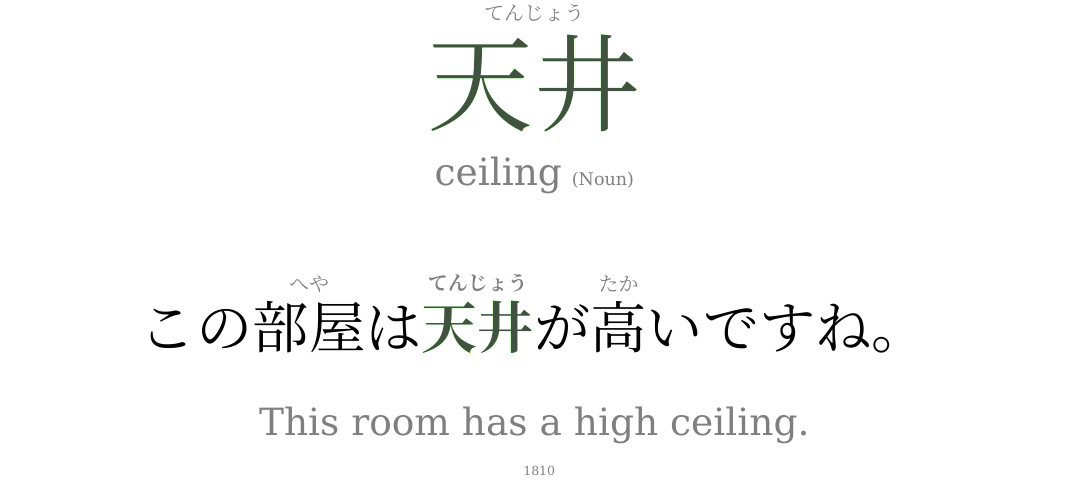 てんじょう
天井
ceiling (Noun)
へや てんじょう たか
この部屋は天井が高いですね。
This room has a high ceiling.
1810